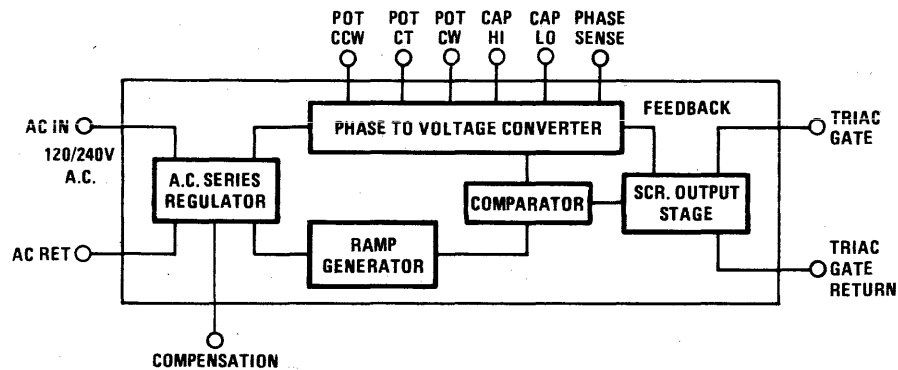 POT CCW
POT CT
POT CW
CAP HI
CAP LO
PHASE SENSE
FEEDBACK
AC IN
120/240V
A.C.
PHASE TO VOLTAGE CONVERTER
TRIAC
GATE
A.C. SERIES
REGULATOR
COMPARATOR
SCR. OUTPUT
STAGE
AC RET
RAMP
GENERATOR
TRIAC
GATE
RETURN
COMPENSATION